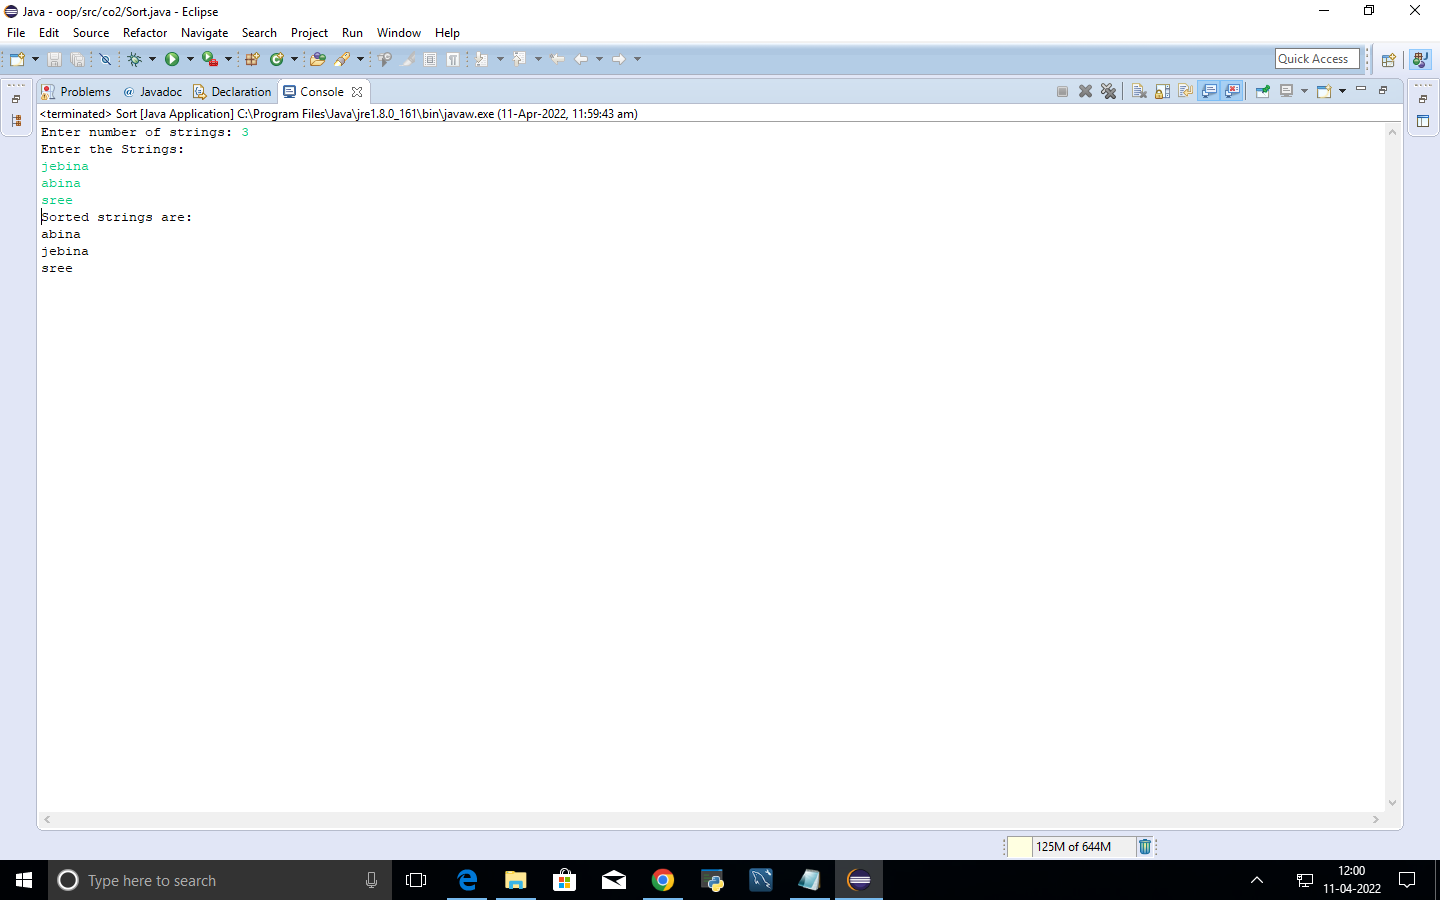 Java - oop/src/co2/Sort.java - Eclipse
File Edit Source Refactor Navigate Search Project Run Window Help
Quick Access
Problems @ Javadoc Declaration Console
<terminated> Sort [Java Application] C:\Program Files\Java\jre1.8.0_161\bin\javaw.exe (11-Apr-2022, 11:59:43 am)
Enter number of strings: 3
Enter the Strings:
jebina
abina
sree
Sorted strings are:
abina
jebina
sree
125M of 644M
Type here to search
12:00
11-04-2022